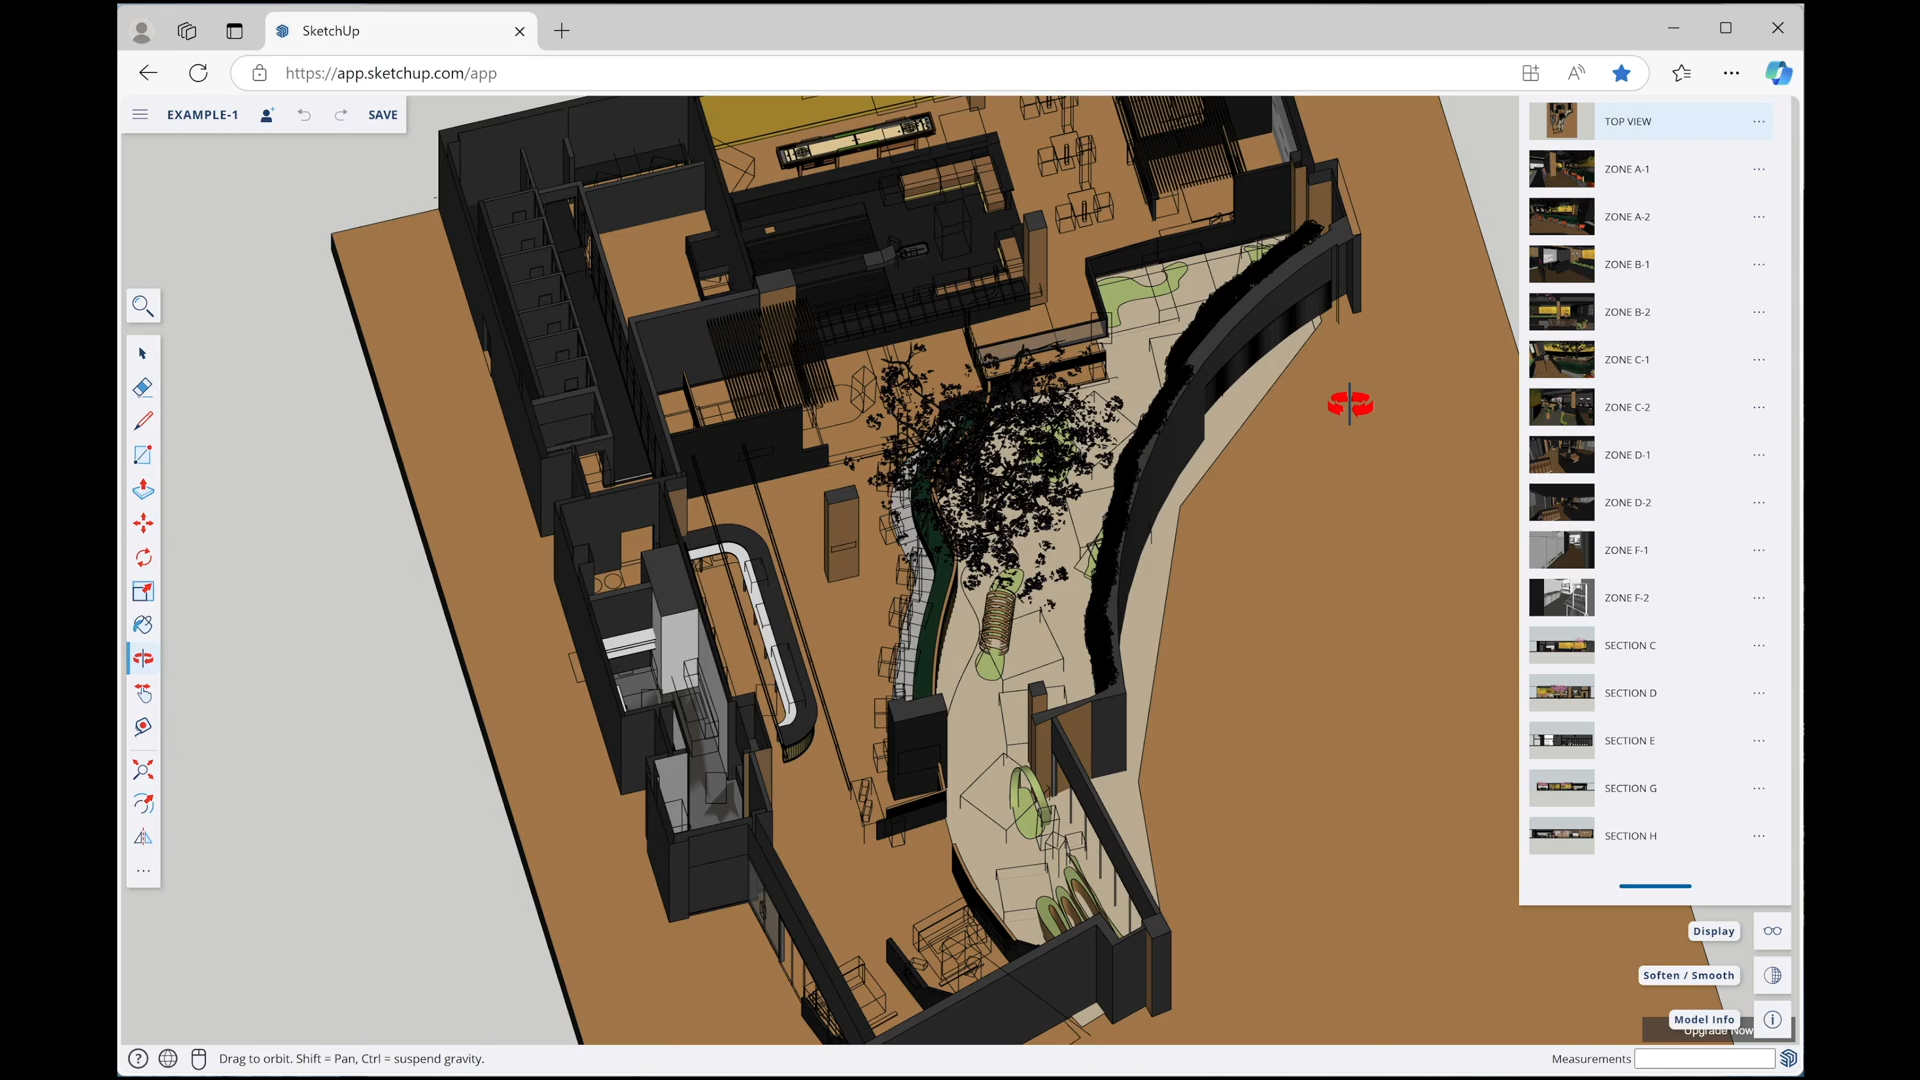 SketchUp
https://app.sketchup.com/app
EXAMPLE-1
SAVE
TOP VIEW
ZONE A-1
ZONE A-2
ZONE B-1
ZONE B-2
ZONE C-1
ZONE C-2
ZONE D-1
ZONE D-2
ZONE F-1
ZONE F-2
SECTION C
SECTION D
SECTION E
SECTION G
SECTION H
Display
Soften / Smooth
Model Info
Upgrade Now
Drag to orbit. Shift = Pan, Ctrl = suspend gravity.
Measurements